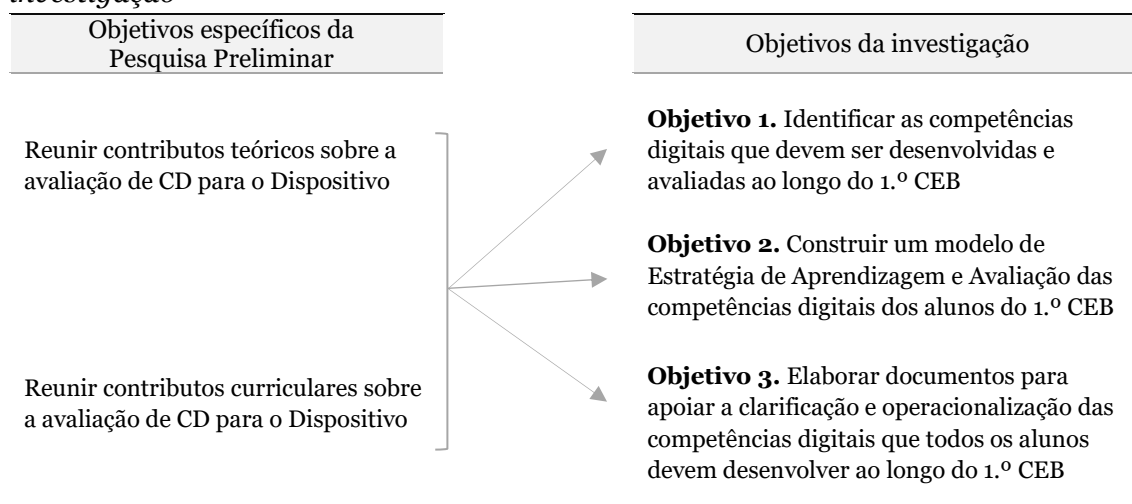 investigação
Objetivos específicos da
Pesquisa Preliminar
Objetivos da investigação
Reunir contributos teóricos sobre a
avaliação de CD para o Dispositivo
Reunir contributos curriculares sobre
a avaliação de CD para o Dispositivo
Objetivo 1. Identificar as competências
digitais que devem ser desenvolvidas e
avaliadas ao longo do 1.º CEB
Objetivo 2. Construir um modelo de
Estratégia de Aprendizagem e Avaliação das
competências digitais dos alunos do 1.º CEB
Objetivo 3. Elaborar documentos para
apoiar a clarificação e operacionalização das
competências digitais que todos os alunos
devem desenvolver ao longo do 1.º CEB